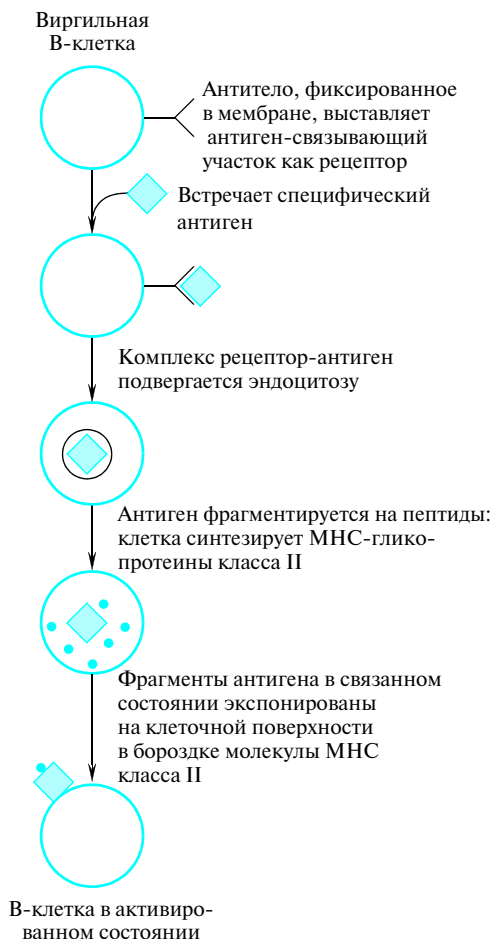 Виргильная
В-клетка
Антитело, фиксированное
в мембране, выставляет
антиген-связывающий
участок как рецептор
Встречает специфический
антиген
Комплекс рецептор-антиген
подвергается эндоцитозу
Антиген фрагментируется на пептиды:
клетка синтезирует МНС-глико-
протеины класса II
Фрагменты антигена в связанном
состоянии экспонированы
на клеточной поверхности
в бороздке молекулы МНС
класса II
В-клетка в активиро-
ванном состоянии